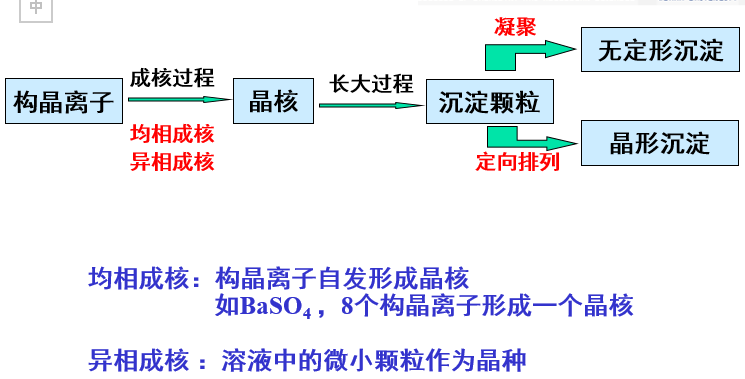 中
凝聚
无定形沉淀
成核过程
长大过程
构晶离子
晶核
沉淀颗粒
均相成核
异相成核
定向排列
晶形沉淀
均相成核：构晶离子自发形成晶核
如BaSO₄，8个构晶离子形成一个晶核
异相成核 ：溶液中的微小颗粒作为晶种